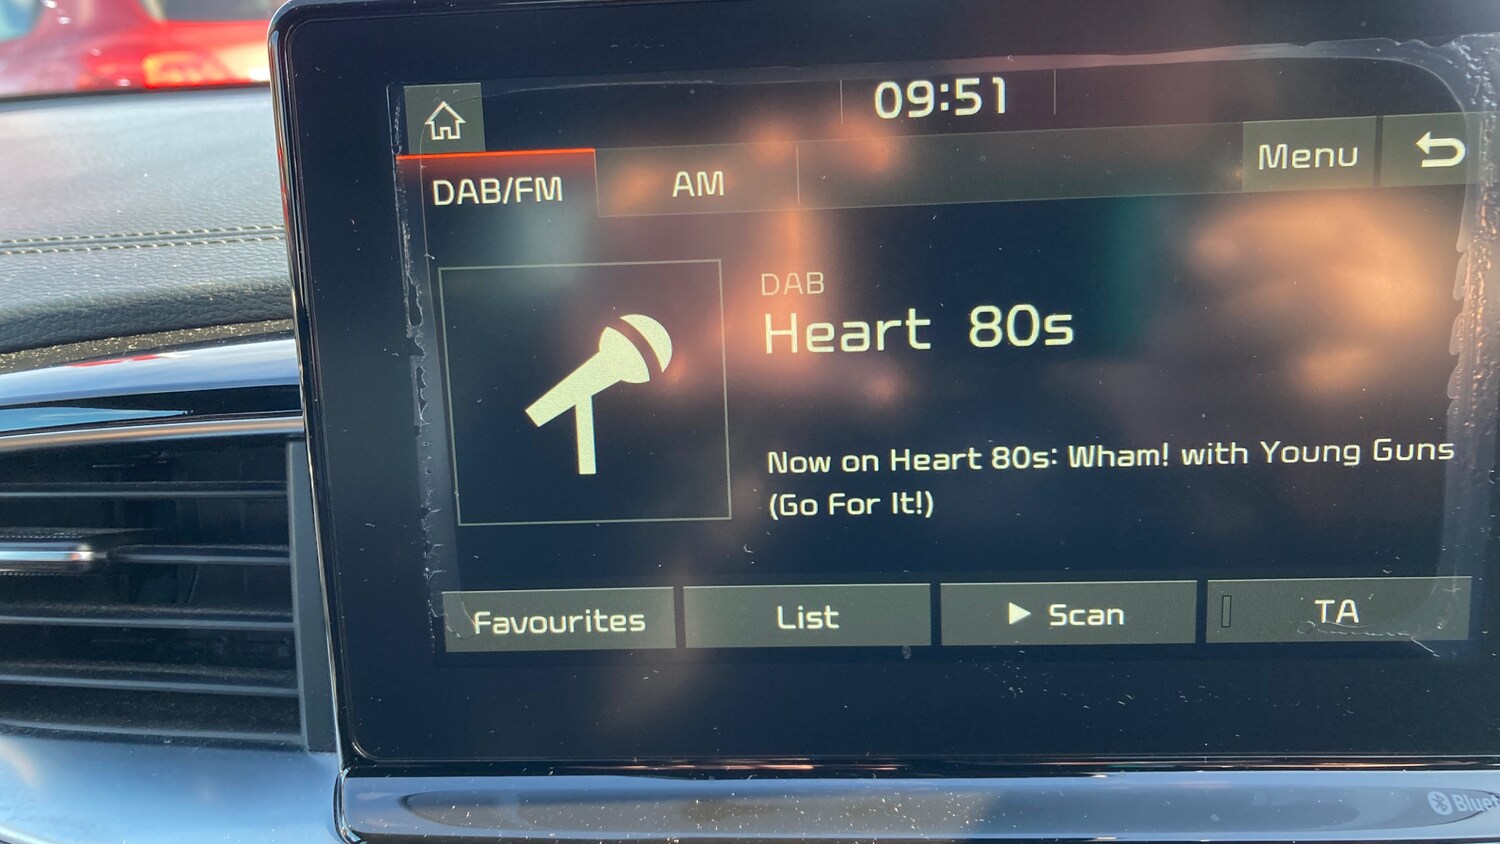 09:51
Menu
DAB/FM
AM
DAB
Heart 80s
Now on Heart 80s: Wham! with Young Guns
(Go For It!)
Favourites
List
Scan
TA